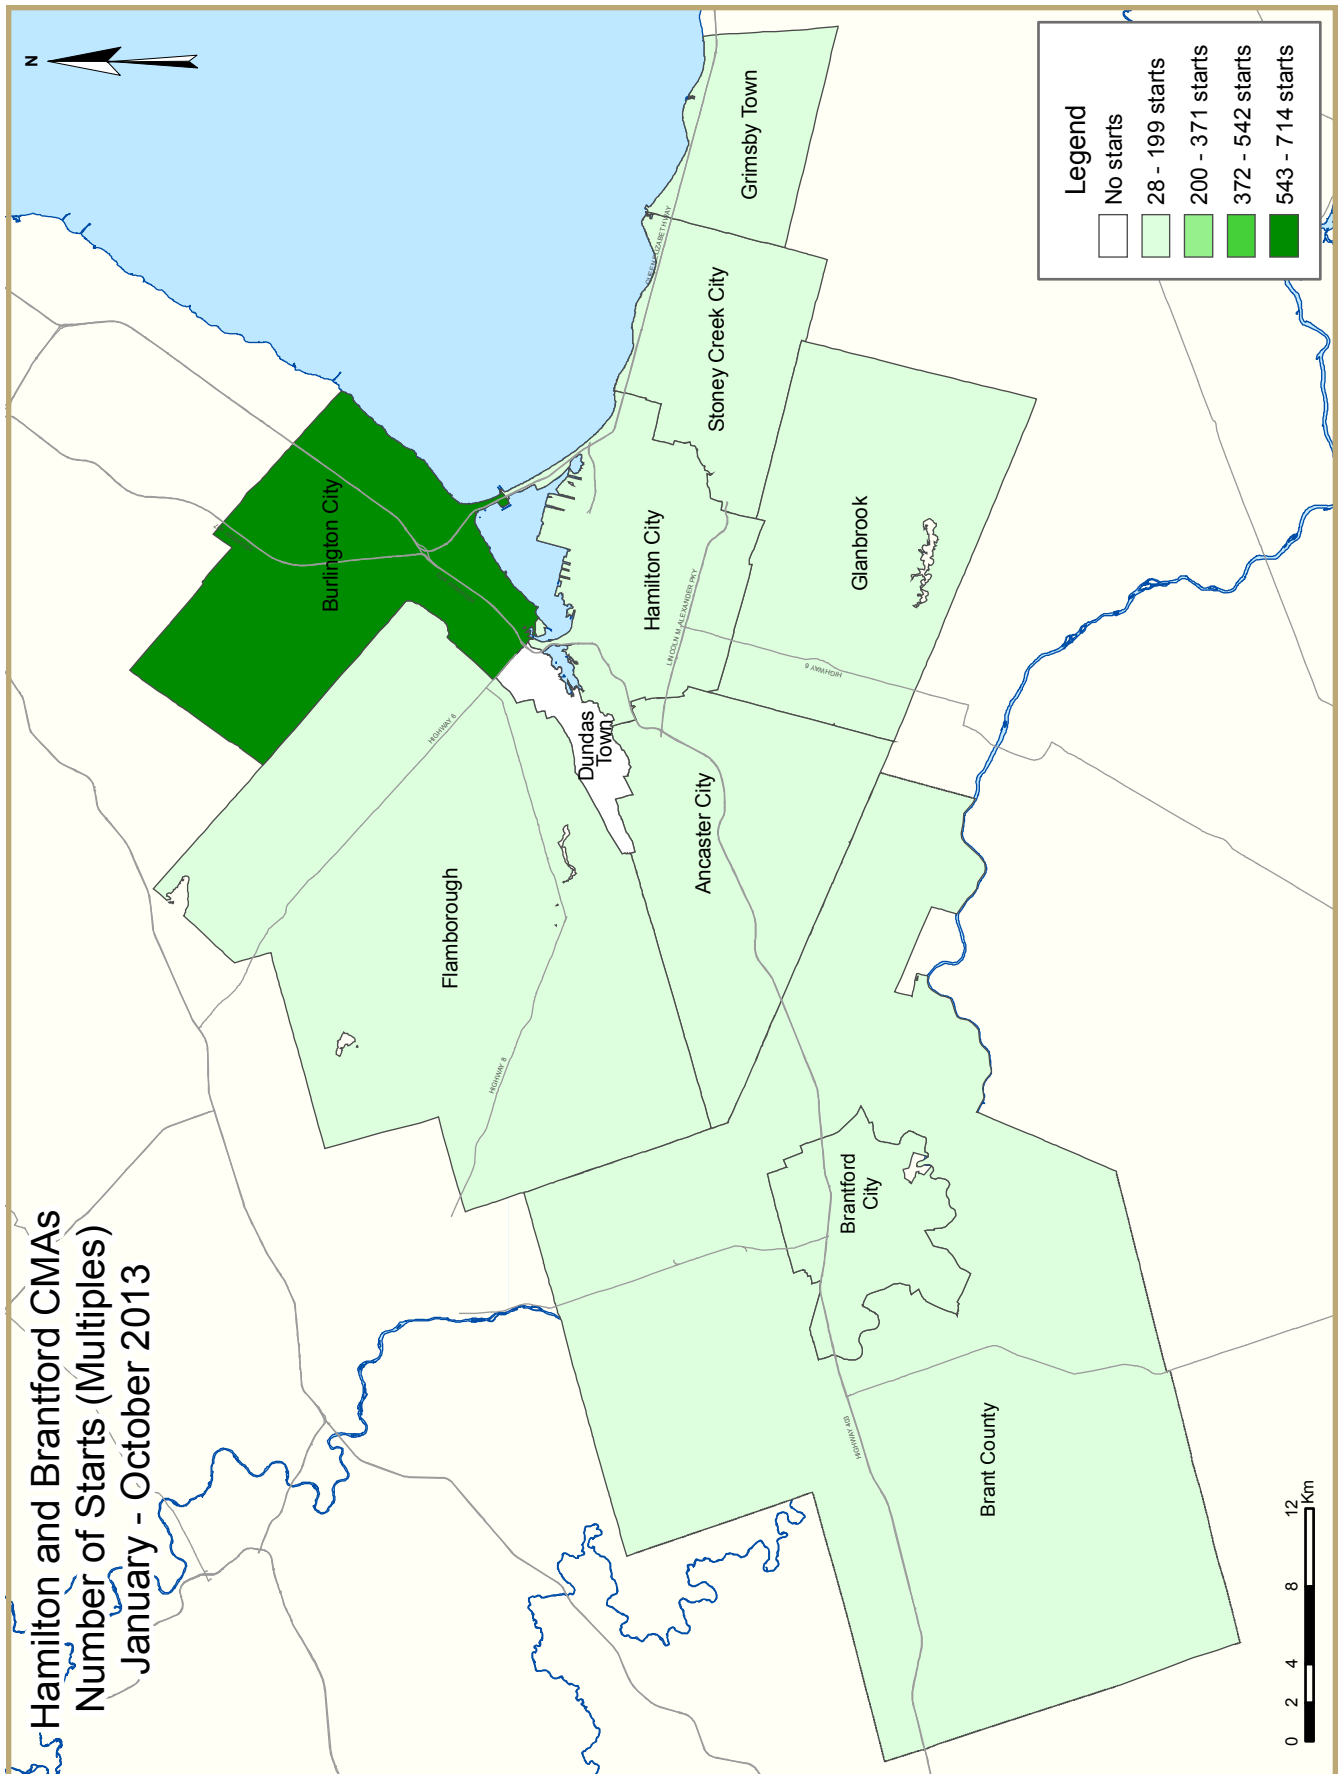 Hamilton and Brantford CMAs
Number of Starts (Multiples)
January - October 2013
N
Burlington City
Flamborough
HIGHWAY 6
HIGHWAY 8
Dundas
Town
Hamilton City
LINCOLN M. ALEXANDER PKY
QUEEN ELIZABETH WAY
Stoney Creek City
Grimsby Town
Ancaster City
Glanbrook
HIGHWAY 6
Brantford
City
HIGHWAY 403
Brant County
Legend
No starts
28 - 199 starts
200 - 371 starts
372 - 542 starts
543 - 714 starts
0 2 4 8 12
Km